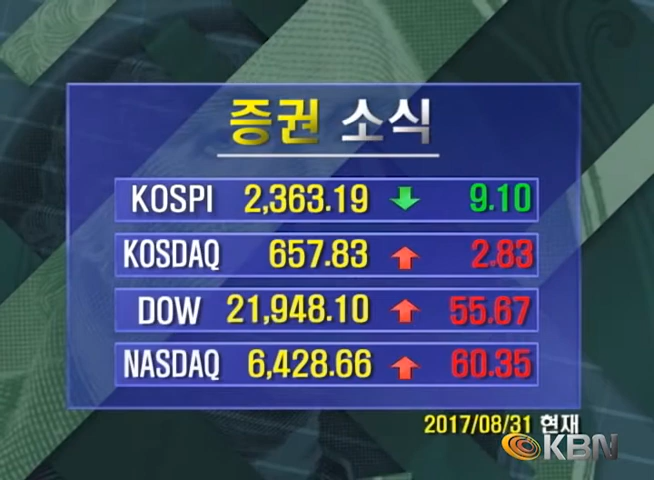 증권 소식
KOSPI 2,363.19 ↓ 9.10
KOSDAQ 657.83 ↑ 2.83
DOW 21,948.10 ↑ 55.67
NASDAQ 6,428.66 ↑ 60.35
2017/08/31 현재
KBN